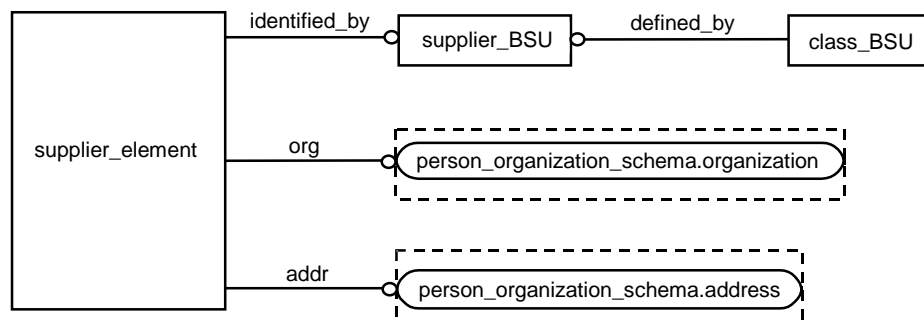 identified_by
supplier_BSU
defined_by
class_BSU
supplier_element
org
person_organization_schema.organization
addr
person_organization_schema.address